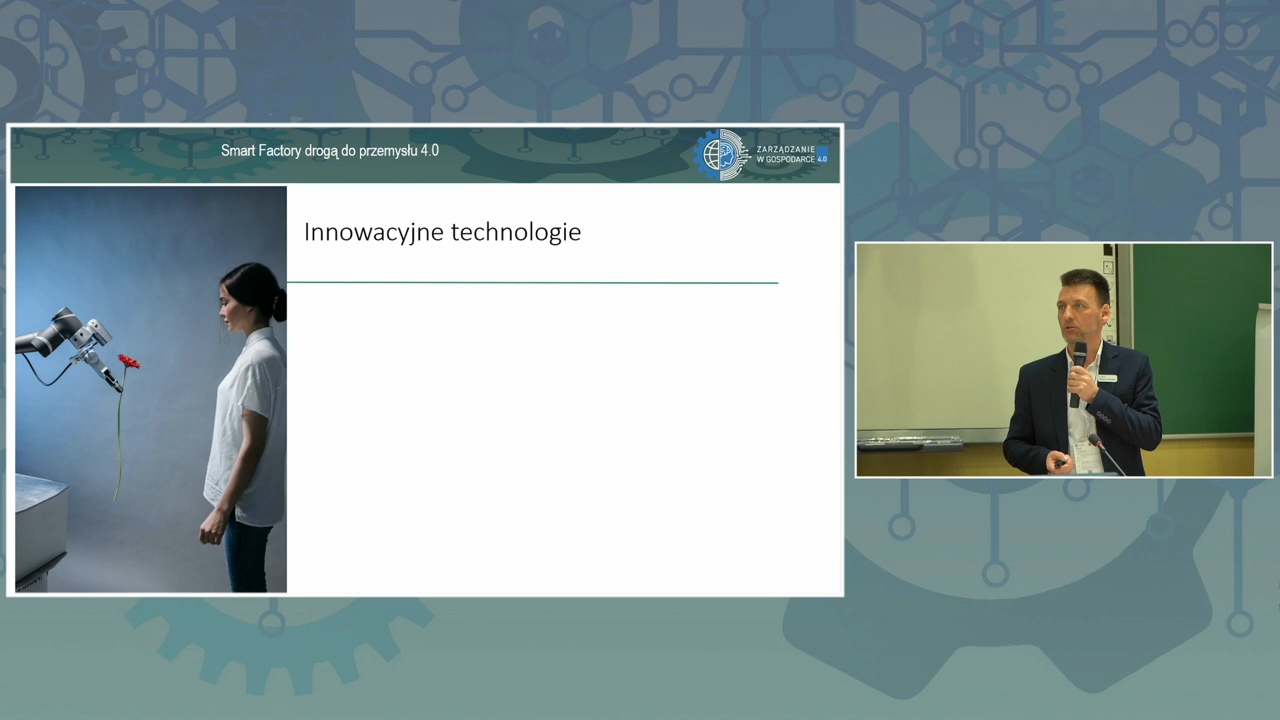 Smart Factory drogą do przemysłu 4.0
ZARZĄDZANIE
W GOSPODARCE 4.0
Innowacyjne technologie